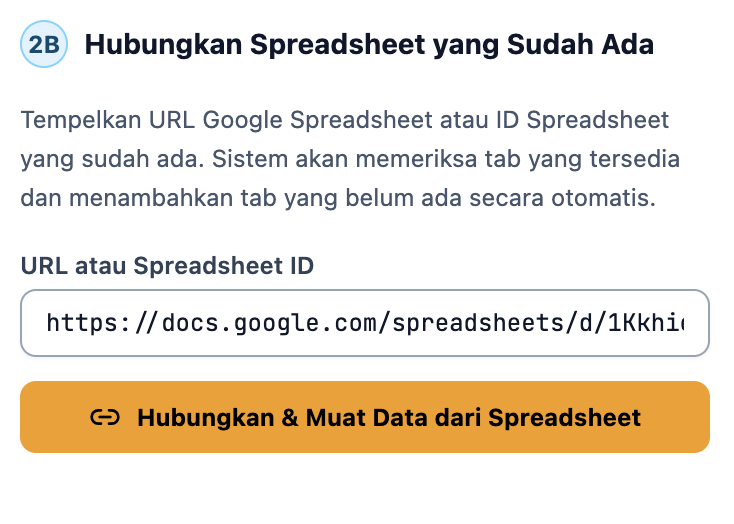 2B Hubungkan Spreadsheet yang Sudah Ada
Tempelkan URL Google Spreadsheet atau ID Spreadsheet
yang sudah ada. Sistem akan memeriksa tab yang tersedia
dan menambahkan tab yang belum ada secara otomatis.
URL atau Spreadsheet ID
https://docs.google.com/spreadsheets/d/1Kkhi
Hubungkan & Muat Data dari Spreadsheet